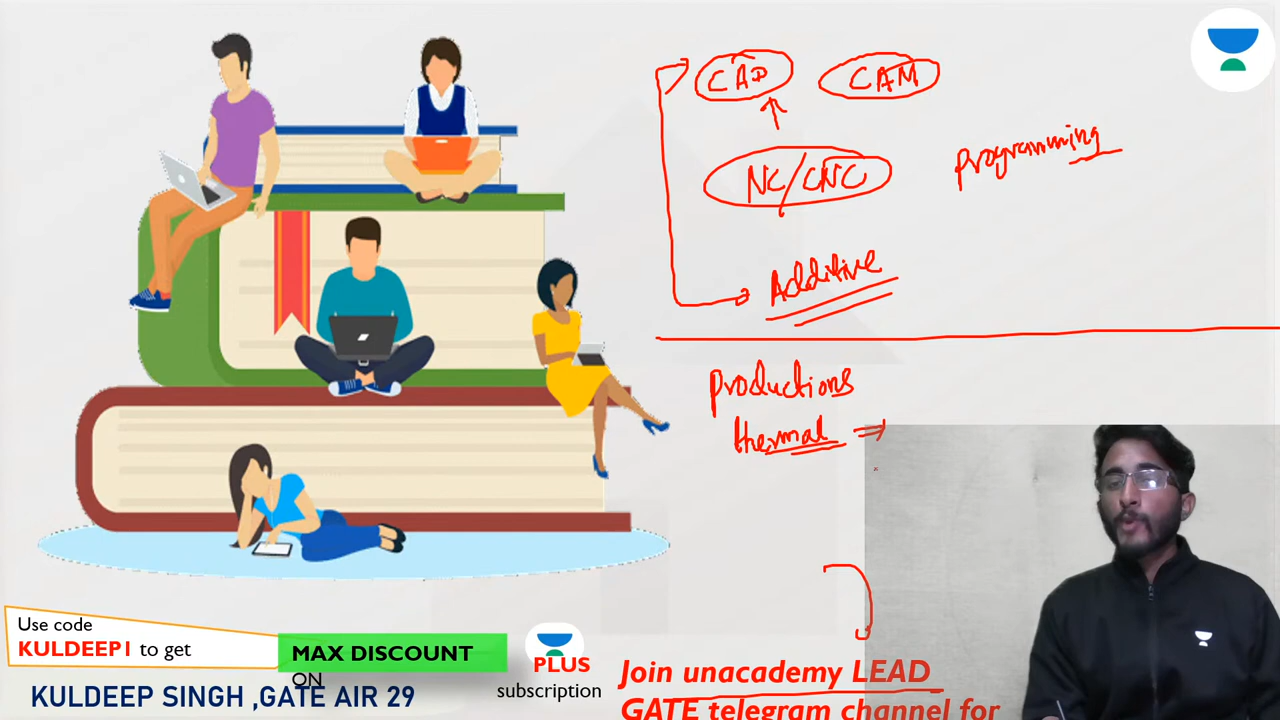 CAD CAM
NC/CNC
Programming
Additive
Productions
thermal ⇒
Use code
KULDEEP1 to get
MAX DISCOUNT
ON
PLUS
subscription
KULDEEP SINGH ,GATE AIR 29
Join unacademy LEAD
GATE telegram channel for